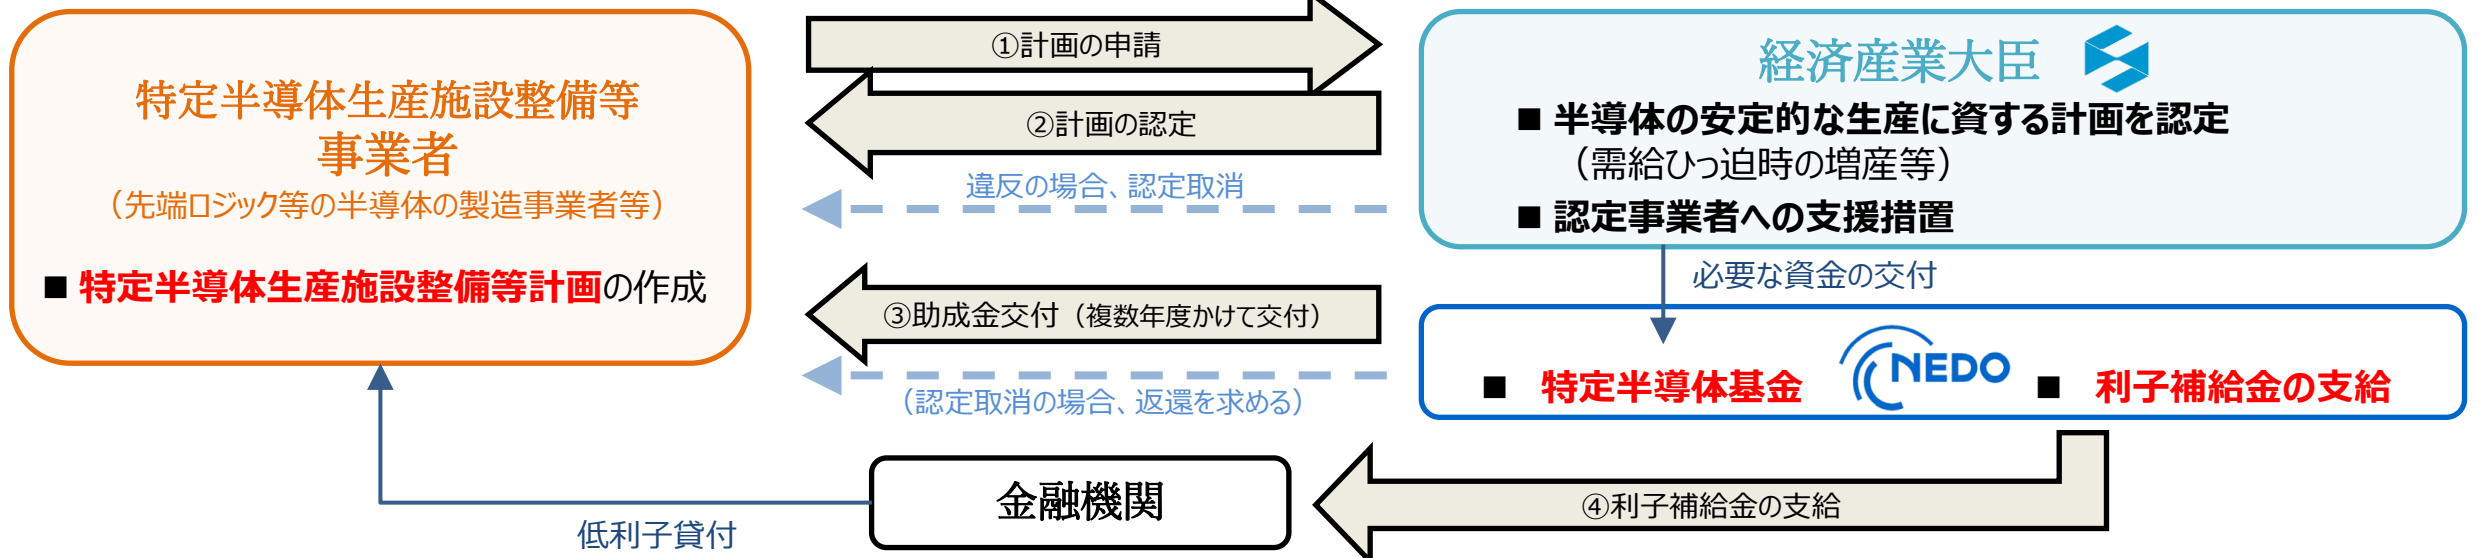 特定半導体生産施設整備等
事業者
（先端ロジック等の半導体の製造事業者等）
■ 特定半導体生産施設整備等計画の作成
①計画の申請
②計画の認定
違反の場合、認定取消
③助成金交付（複数年度かけて交付）
（認定取消の場合、返還を求める）
経済産業大臣
■ 半導体の安定的な生産に資する計画を認定
（需給ひっ迫時の増産等）
■ 認定事業者への支援措置
必要な資金の交付
■ 特定半導体基金
NEDO
■ 利子補給金の支給
④利子補給金の支給
金融機関
低利子貸付